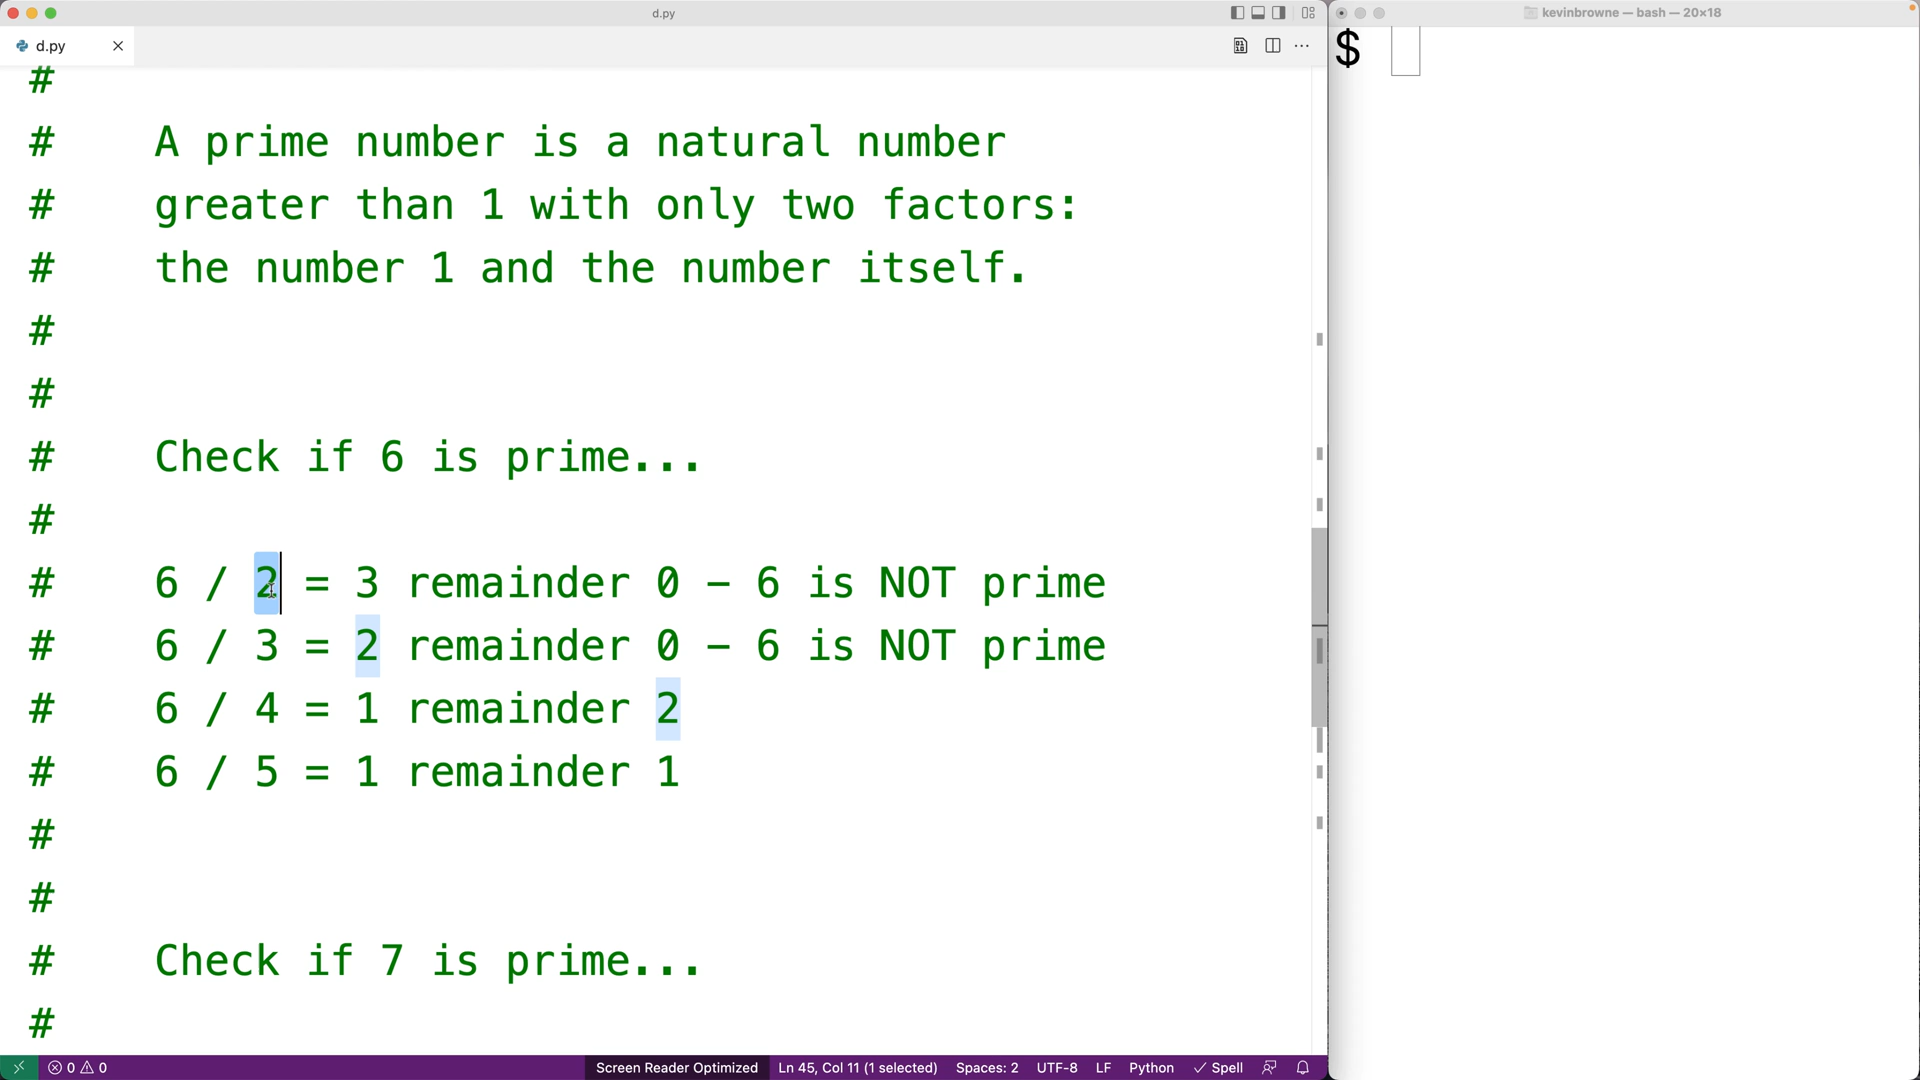 d.py
kevinbrowne — bash — 20×18
d.py
$
#
# A prime number is a natural number
# greater than 1 with only two factors:
# the number 1 and the number itself.
#
#
# Check if 6 is prime...
#
# 6 / 2 = 3 remainder 0 – 6 is NOT prime
# 6 / 3 = 2 remainder 0 – 6 is NOT prime
# 6 / 4 = 1 remainder 2
# 6 / 5 = 1 remainder 1
#
#
# Check if 7 is prime...
#
0 0 Screen Reader Optimized Ln 45, Col 11 (1 selected) Spaces: 2 UTF-8 LF Python Spell